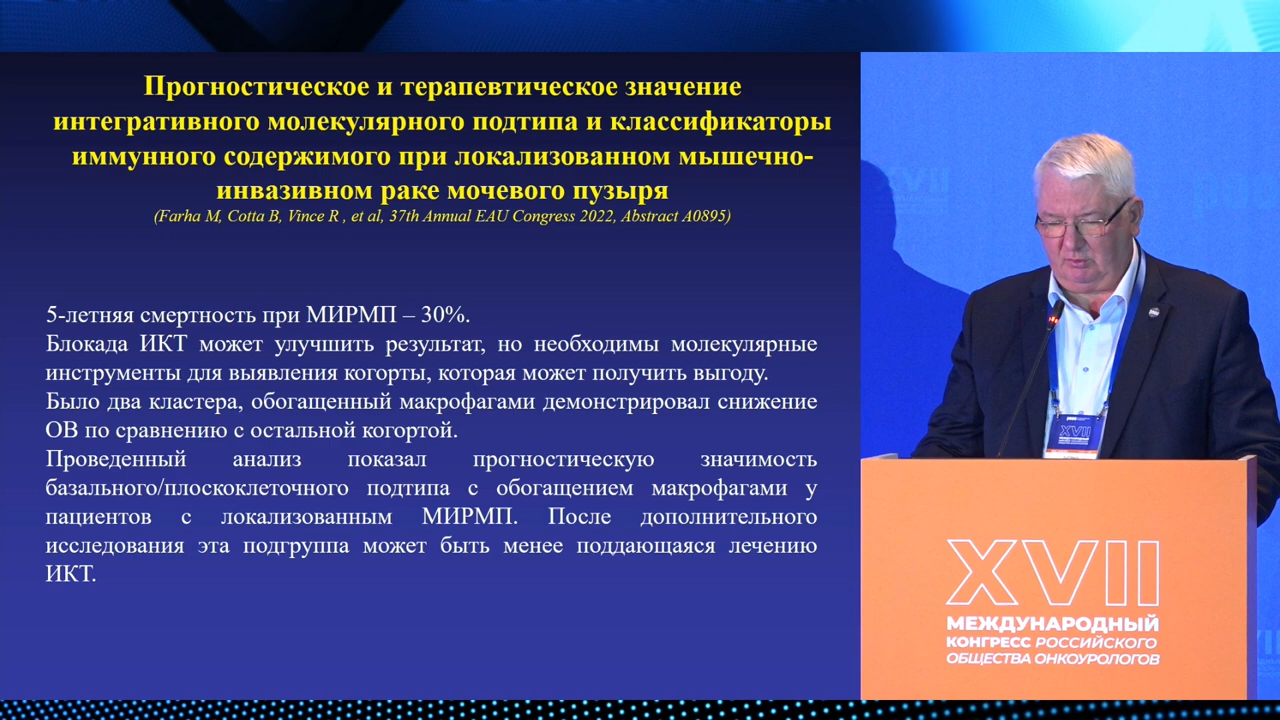 Прогностическое и терапевтическое значение
интегративного молекулярного подтипа и классификаторы
иммунного содержимого при локализованном мышечно-
инвазивном раке мочевого пузыря
(Farha M, Cotta B, Vince R , et al, 37th Annual EAU Congress 2022, Abstract A0895)
5-летняя смертность при МИРМП – 30%.
Блокада ИКТ может улучшить результат, но необходимы молекулярные
инструменты для выявления когорты, которая может получить выгоду.
Было два кластера, обогащенный макрофагами демонстрировал снижение
ОВ по сравнению с остальной когортой.
Проведенный анализ показал прогностическую значимость
базального/плоскоклеточного подтипа с обогащением макрофагами у
пациентов с локализованным МИРМП. После дополнительного
исследования эта подгруппа может быть менее поддающаяся лечению
ИКТ.
XVII
XVII
XVII
МЕЖДУНАРОДНЫЙ
КОНГРЕСС РОССИЙСКОГО
ОБЩЕСТВА ОНКОУРОЛОГОВ